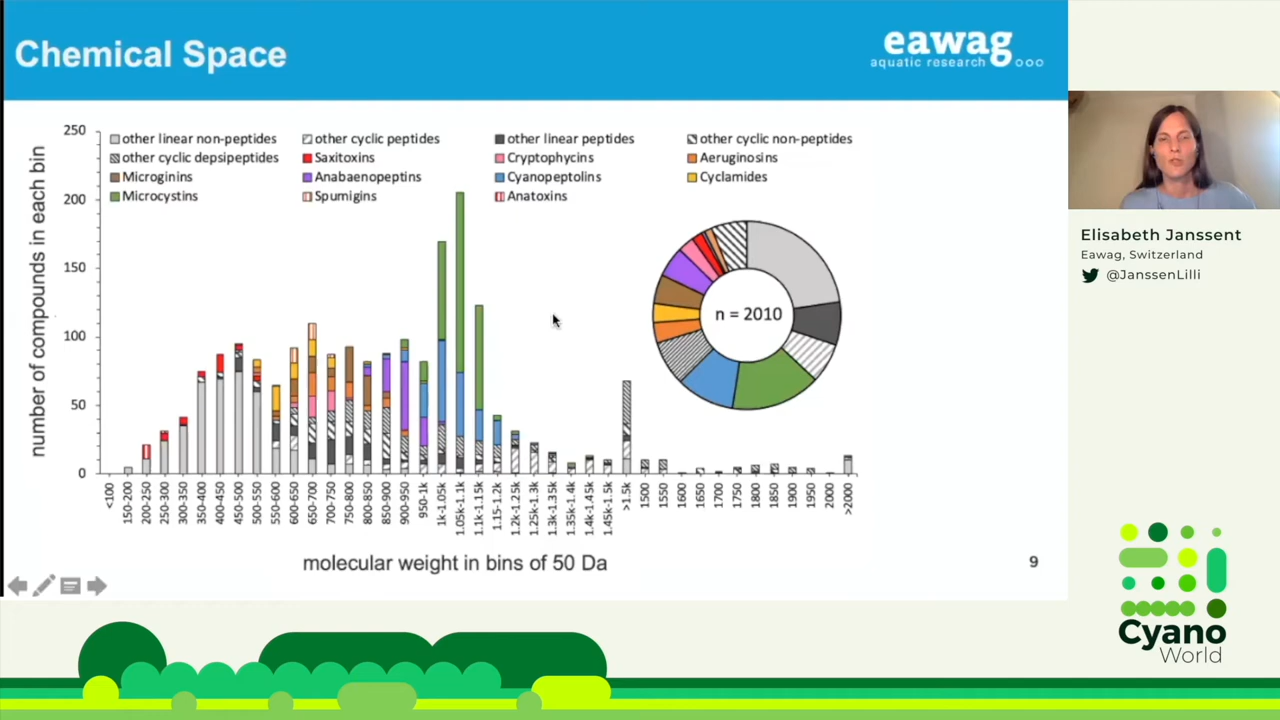 Chemical Space
eawag
aquatic research
number of compounds in each bin
250
200
150
100
50
0
other linear non-peptides
other cyclic peptides
other linear peptides
other cyclic non-peptides
other cyclic depsipeptides
Saxitoxins
Cryptophycins
Aeruginosins
Microginins
Anabaenopeptins
Cyanopeptolins
Cyclamides
Microcystins
Spumigins
Anatoxins
n = 2010
<100
150-200
200-250
250-300
300-350
350-400
400-450
450-500
500-550
550-600
600-650
650-700
700-750
750-800
800-850
850-900
900-950
950-1k
1k-1.05k
1.05k-1.1k
1.1k-1.15k
1.15-1.2k
1.2k-1.25k
1.25k-1.3k
1.3k-1.35k
1.35k-1.4k
1.4k-1.45k
1.45k-1.5k
>1.5k
1500
1550
1600
1650
1700
1750
1800
1850
1900
1950
2000
>2000
molecular weight in bins of 50 Da
9
Elisabeth Janssent
Eawag, Switzerland
@JanssenLilli
Cyano
World